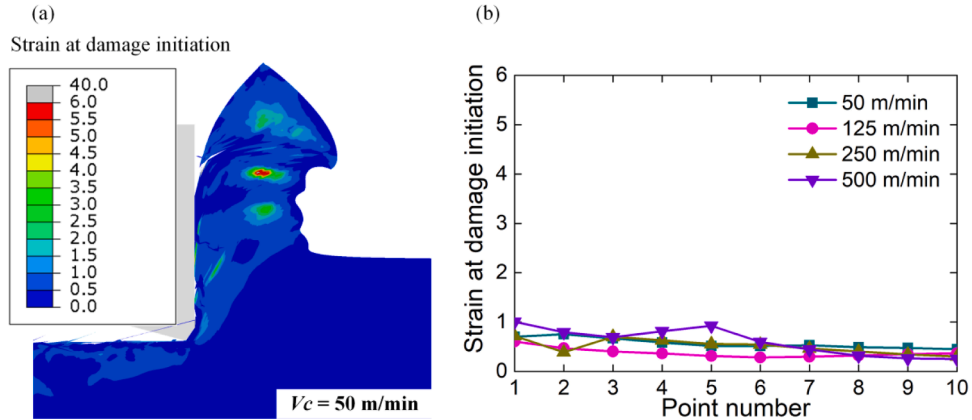 (a)
Strain at damage initiation
40.0
6.0
5.0
4.5
4.0
3.5
3.0
2.5
2.0
1.5
1.0
0.5
0.0
Vc = 50 m/min
(b)
Strain at damage initiation
6
5
4
3
2
1
0
50 m/min
125 m/min
250 m/min
500 m/min
1 2 3 4 5 6 7 8 9 10
Point number